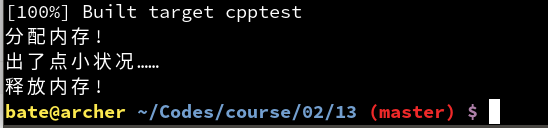 [100%] Built target cpptest
分配内存!
出了点小状况……
释放内存!
bate@archer ~/Codes/course/02/13 (master) $